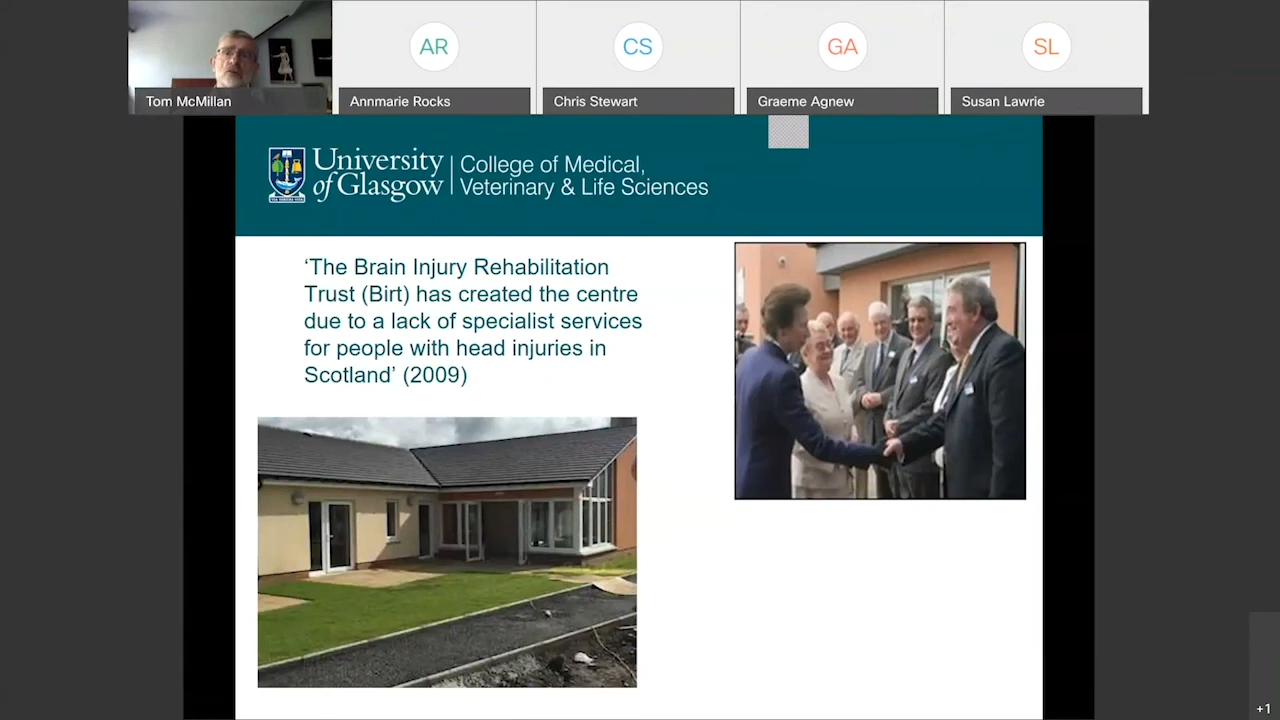 Tom McMillan
AR
Annmarie Rocks
CS
Chris Stewart
GA
Graeme Agnew
SL
Susan Lawrie
University
of Glasgow
College of Medical,
Veterinary & Life Sciences
‘The Brain Injury Rehabilitation
Trust (Birt) has created the centre
due to a lack of specialist services
for people with head injuries in
Scotland’ (2009)
+1